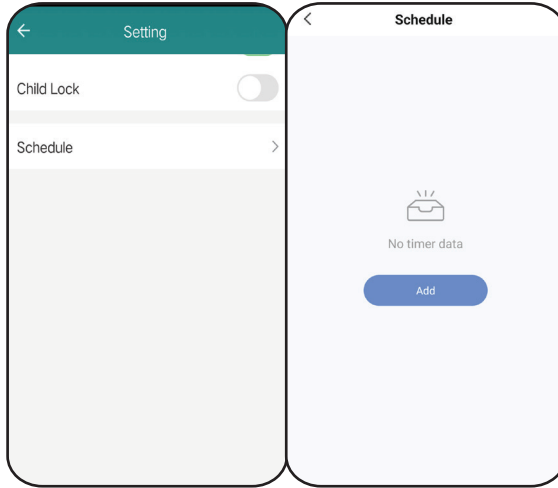 Setting
Child Lock
Schedule
Schedule
No timer data
Add